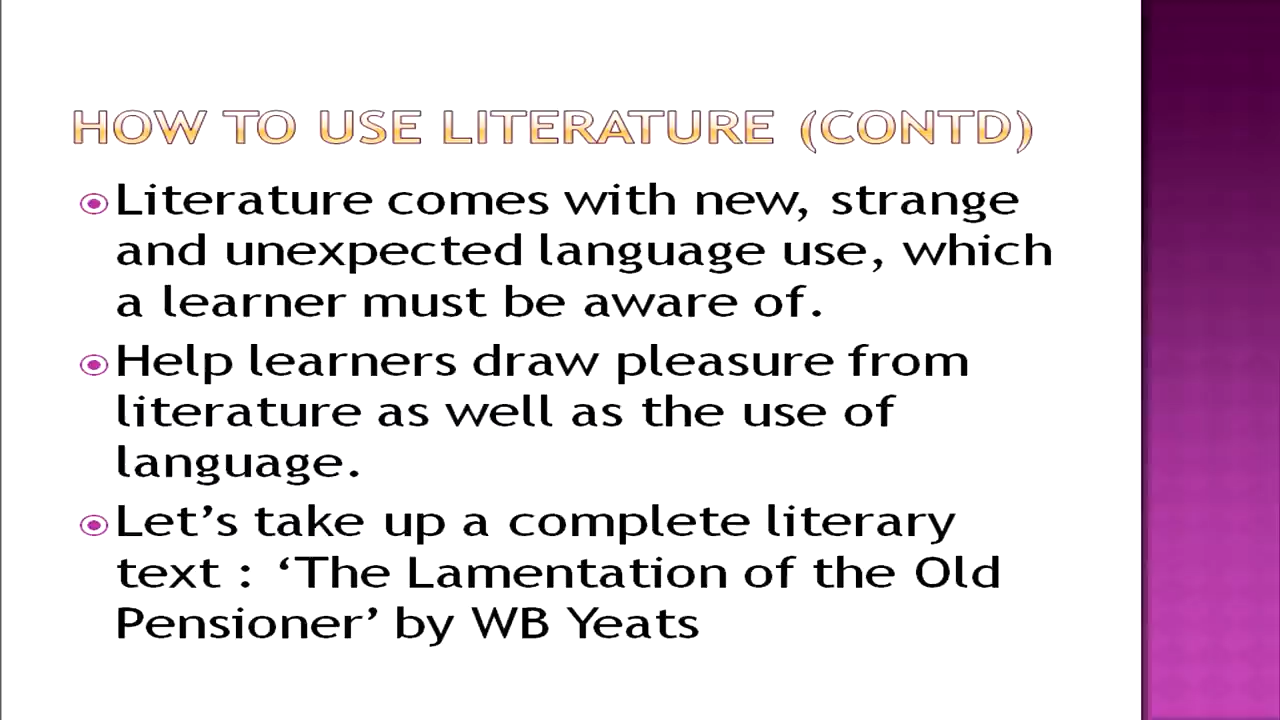 HOW TO USE LITERATURE (CONTD)
Literature comes with new, strange
and unexpected language use, which
a learner must be aware of.
Help learners draw pleasure from
literature as well as the use of
language.
Let’s take up a complete literary
text : ‘The Lamentation of the Old
Pensioner’ by WB Yeats